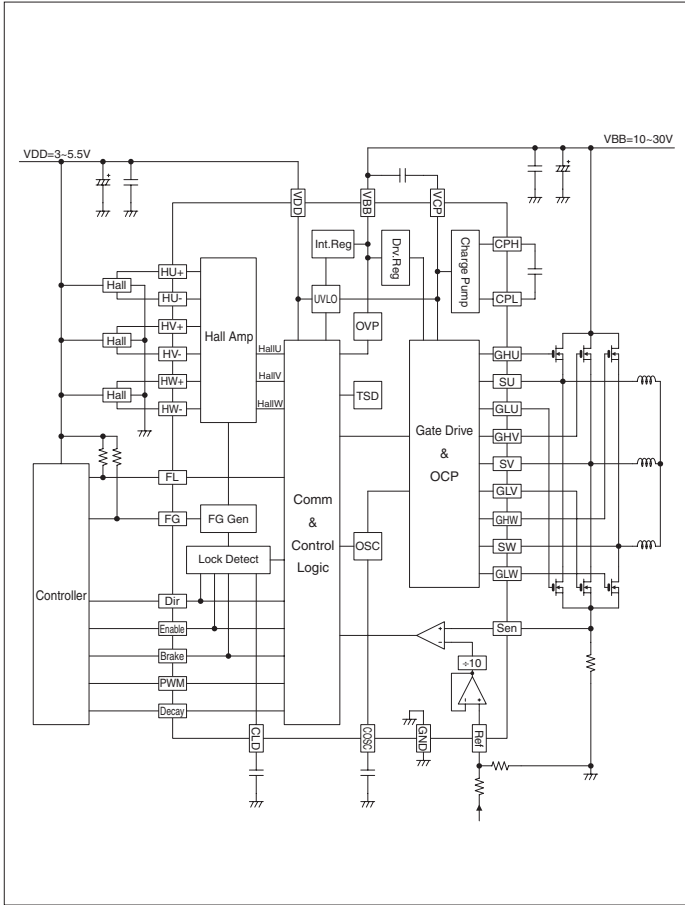 VDD=3~5.5V
VBB=10~30V
+
+
VDD
VBB
VCP
Int.Reg
Drv.Reg
Charge Pump
CPH
CPL
UVLO
OVP
TSD
Hall
Hall
Hall
HU+
HU-
HV+
HV-
HW+
HW-
Hall Amp
HallU
HallV
HallW
Gate Drive
&
OCP
GHU
SU
GLU
GHV
SV
GLV
GHW
SW
GLW
Sen
FL
FG
FG Gen
Lock Detect
OSC
Comm
&
Control
Logic
Controller
Dir
Enable
Brake
PWM
Decay
+
-
÷10
-
+
CLD
COSC
GND
Ref